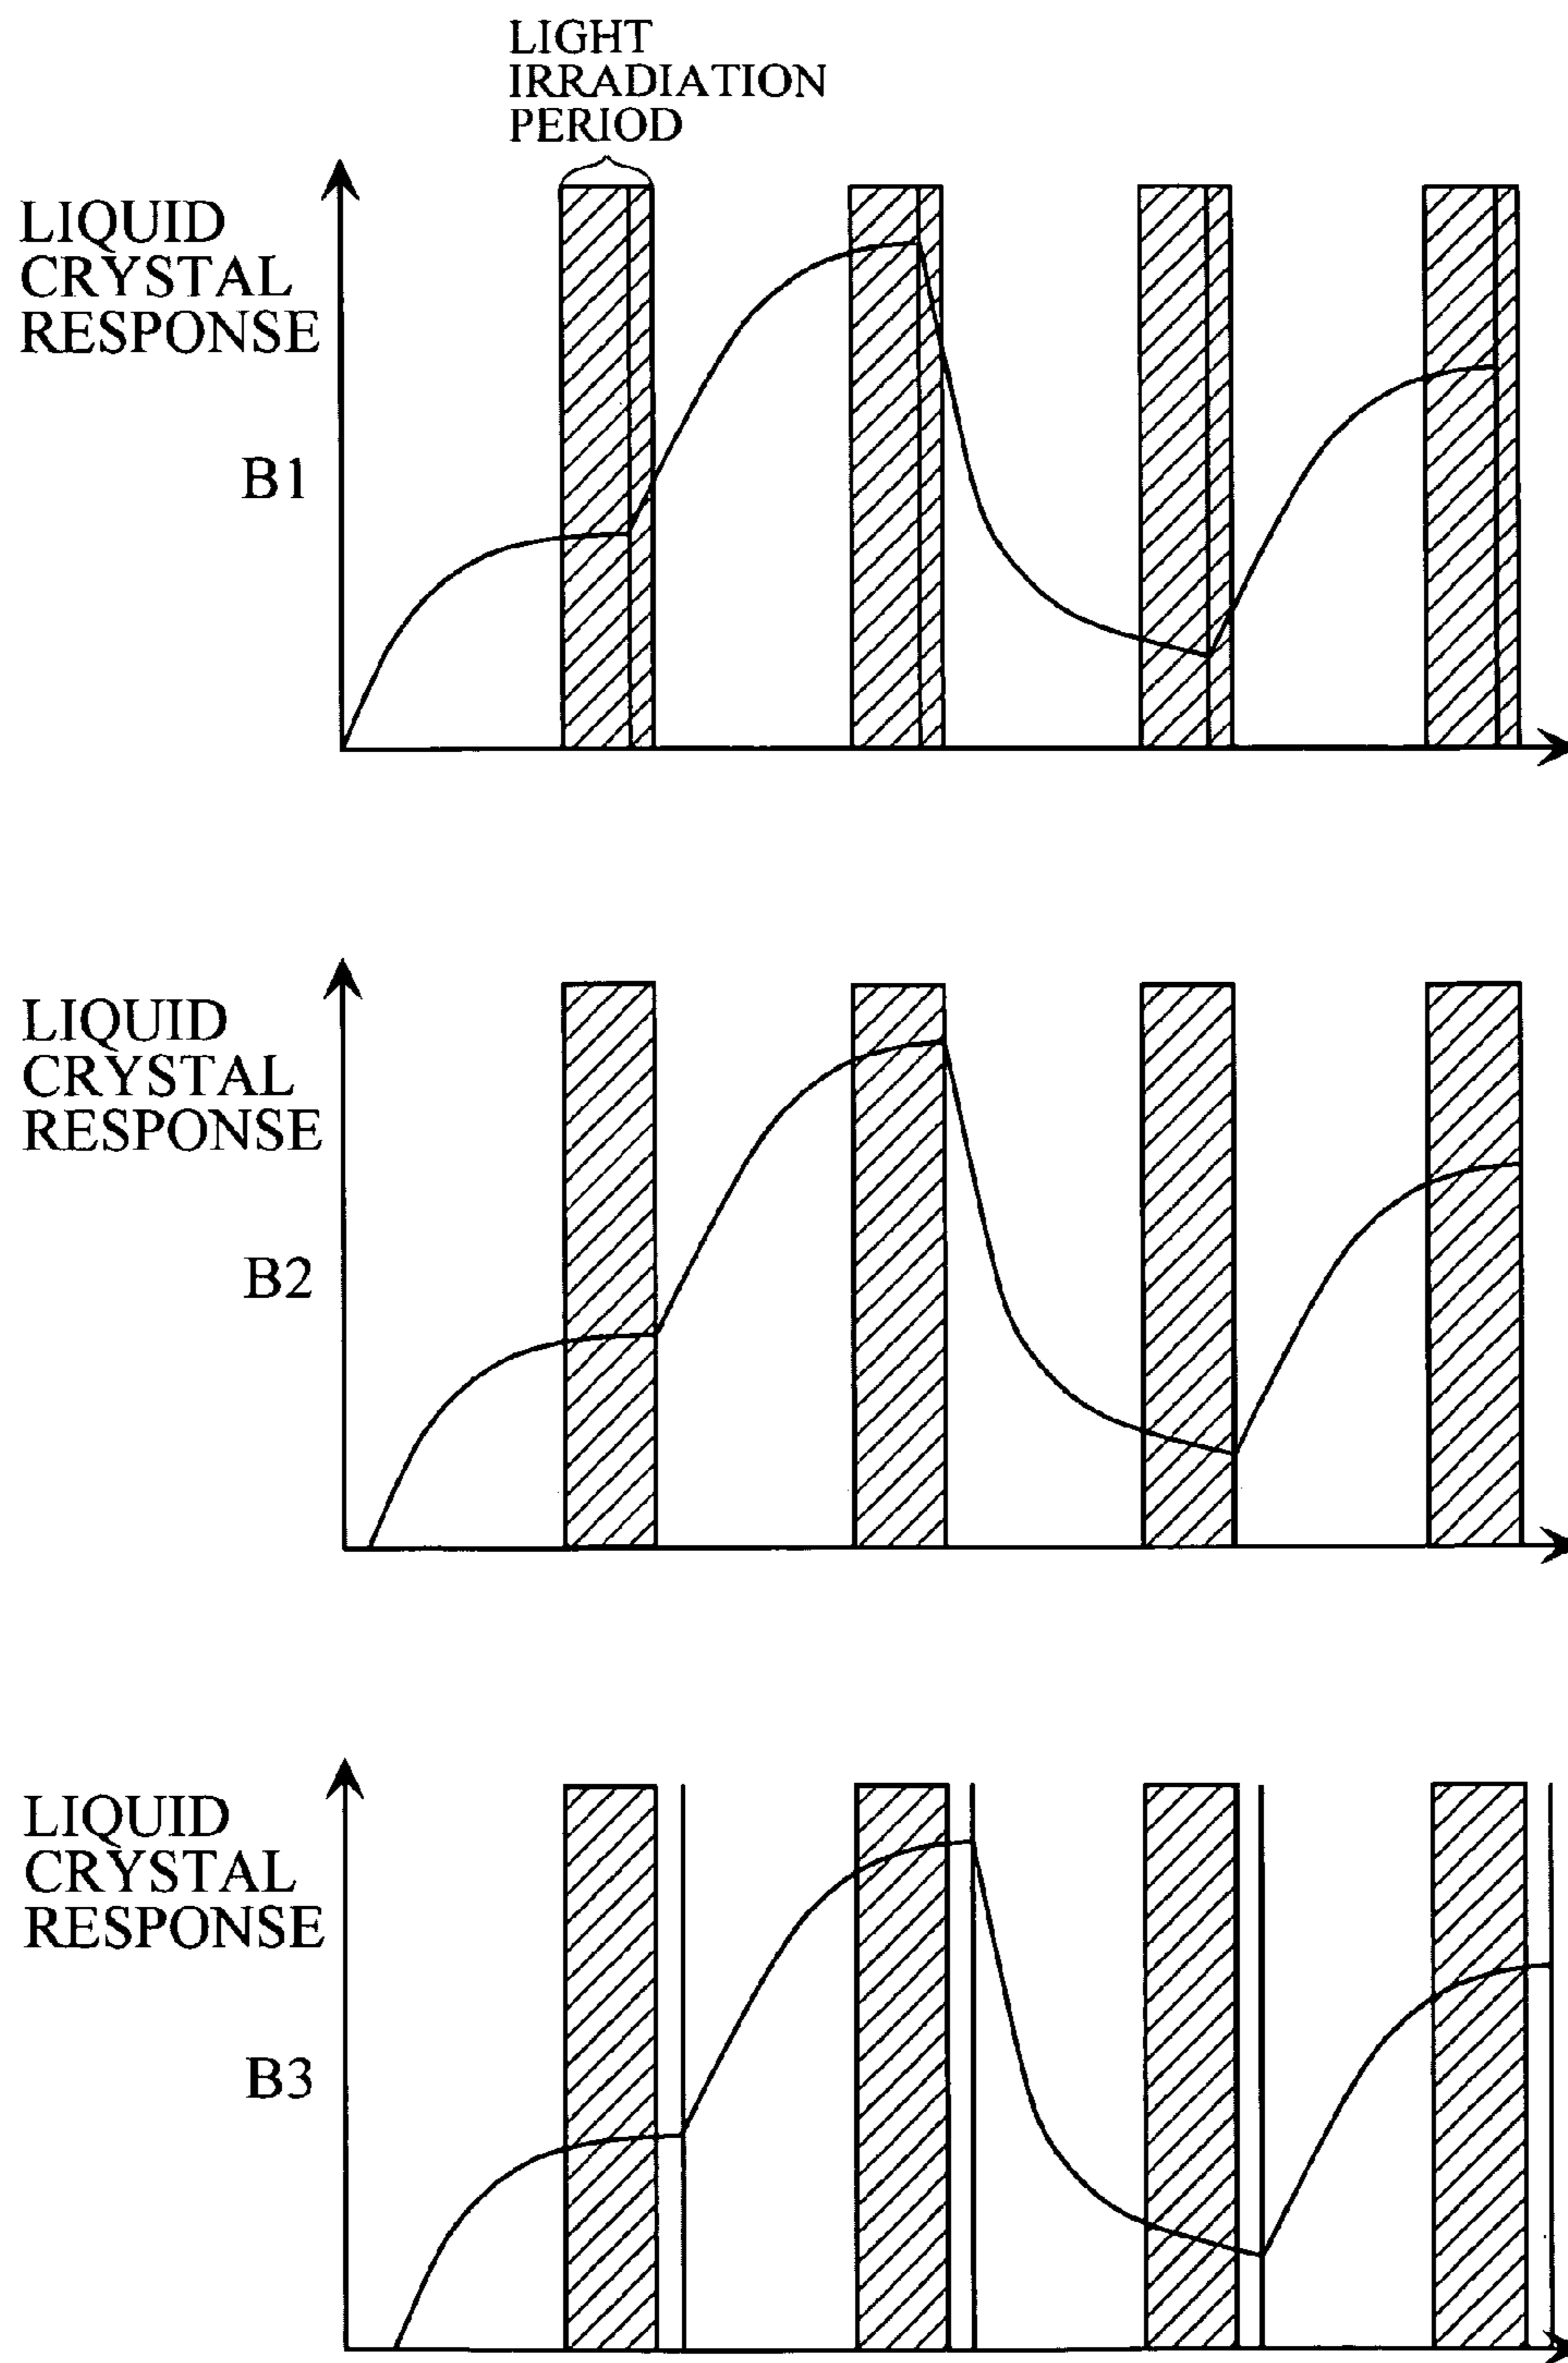 LIGHT
IRRADIATION
PERIOD
LIQUID
CRYSTAL
RESPONSE
B1
LIQUID
CRYSTAL
RESPONSE
B2
LIQUID
CRYSTAL
RESPONSE
B3